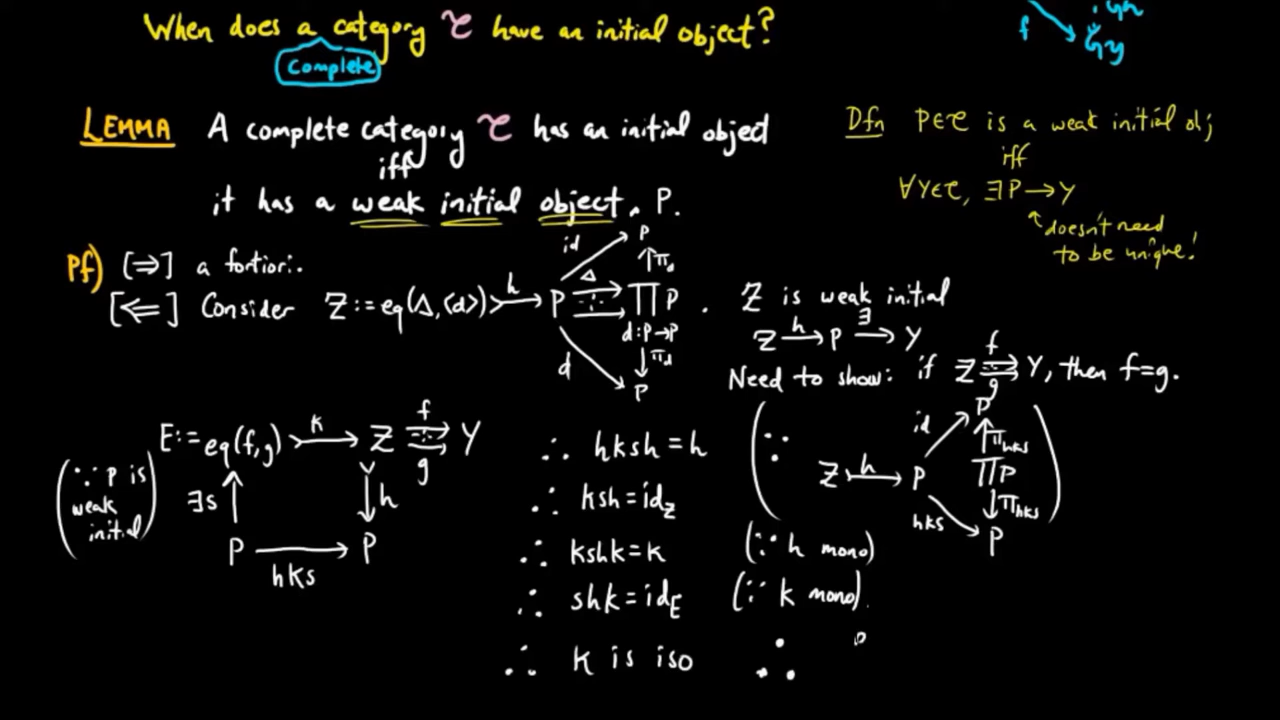 When does a category 𝒞 have an initial object?
Complete
f
ζy
LEMMA A complete category 𝒞 has an initial object
iff
it has a weak initial object, P.
Dfn P∈𝒞 is a weak initial obj
iff
∀Y∈𝒞, ∃P→Y
doesn't need
to be unique!
Pf) [⇒] a fortiori.
[⇐] Consider Z:=eq(Δ,⟨d⟩) h P Δ ∏ P .
id P
π_d
d:P→P
d π_d
P
Z is weak initial
Z h→ P ∃→ Y
Need to show: if Z f g Y, then f=g.
E:=eq(f,g) k Z f g Y
(∵ P is
weak
initial)
∃s h
P → P
hks
∴ hksh=h
(∵ Z h P id P π_hks ∏P π_hks hks P)
∴ ksh=id_Z
∴ kshk=k (∵ h mono)
∴ shk=id_E (∵ k mono).
∴ k is iso ∴